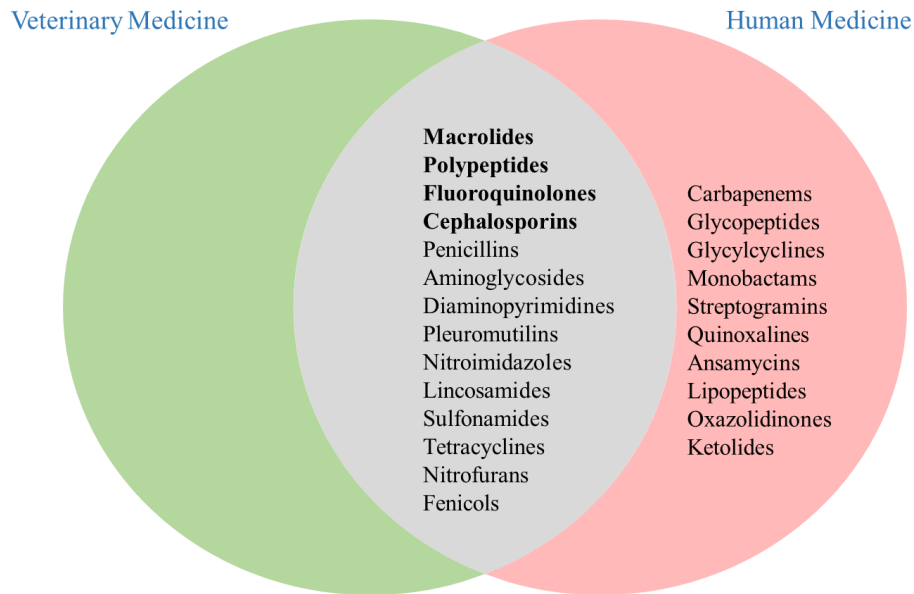 Veterinary Medicine
Human Medicine
Macrolides
Polypeptides
Fluoroquinolones
Cephalosporins
Penicillins
Aminoglycosides
Diaminopyrimidines
Pleuromutilins
Nitroimidazoles
Lincosamides
Sulfonamides
Tetracyclines
Nitrofurans
Fenicols
Carbapenems
Glycopeptides
Glycylcyclines
Monobactams
Streptogramins
Quinoxalines
Ansamycins
Lipopeptides
Oxazolidinones
Ketolides